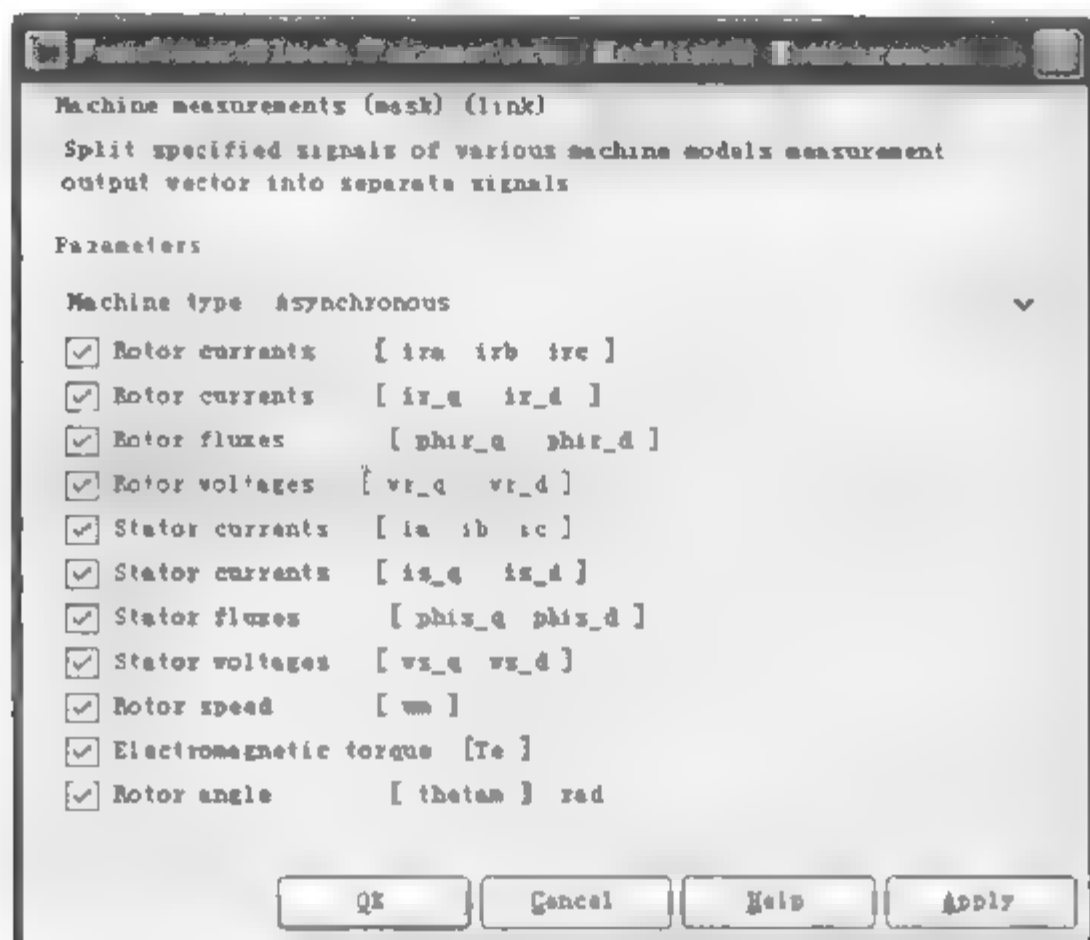 Machine measurements (mask) (link)
Split specified signals of various machine models measurement
output vector into separate signals
Parameters
Machine type Asynchronous
Rotor currents [ ira irb irc ]
Rotor currents [ ir_q ir_d ]
Rotor fluxes [ phir_q phir_d ]
Rotor voltages [ vr_q vr_d ]
Stator currents [ ia ib ic ]
Stator currents [ is_q is_d ]
Stator fluxes [ phis_q phis_d ]
Stator voltages [ vs_q vs_d ]
Rotor speed [ wm ]
Electromagnetic torque [Te ]
Rotor angle [ thetam ] rad
OK Cancel Help Apply